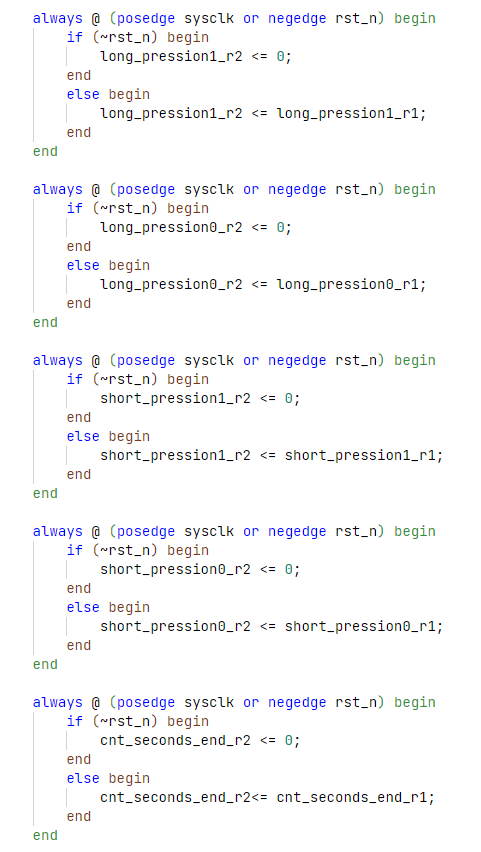 always @ (posedge sysclk or negedge rst_n) begin
    if (~rst_n) begin
        long_pression1_r2 <= 0;
    end
    else begin
        long_pression1_r2 <= long_pression1_r1;
    end
end

always @ (posedge sysclk or negedge rst_n) begin
    if (~rst_n) begin
        long_pression0_r2 <= 0;
    end
    else begin
        long_pression0_r2 <= long_pression0_r1;
    end
end

always @ (posedge sysclk or negedge rst_n) begin
    if (~rst_n) begin
        short_pression1_r2 <= 0;
    end
    else begin
        short_pression1_r2 <= short_pression1_r1;
    end
end

always @ (posedge sysclk or negedge rst_n) begin
    if (~rst_n) begin
        short_pression0_r2 <= 0;
    end
    else begin
        short_pression0_r2 <= short_pression0_r1;
    end
end

always @ (posedge sysclk or negedge rst_n) begin
    if (~rst_n) begin
        cnt_seconds_end_r2 <= 0;
    end
    else begin
        cnt_seconds_end_r2<= cnt_seconds_end_r1;
    end
end